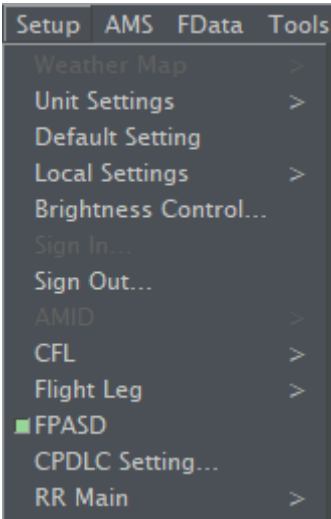 Setup AMS FData Tools
Weather Map >
Unit Settings >
Default Setting
Local Settings >
Brightness Control...
Sign In...
Sign Out...
AMID >
CFL >
Flight Leg >
FPASD
CPDLC Setting...
RR Main >